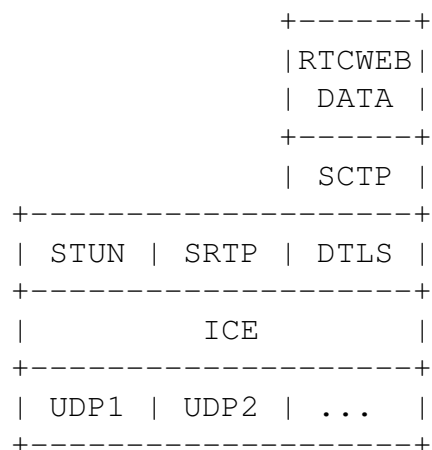 +------+
|RTCWEB|
| DATA |
+------+
| SCTP |
+--------------------+
| STUN | SRTP | DTLS |
+--------------------+
| ICE |
+--------------------+
| UDP1 | UDP2 | ... |
+--------------------+